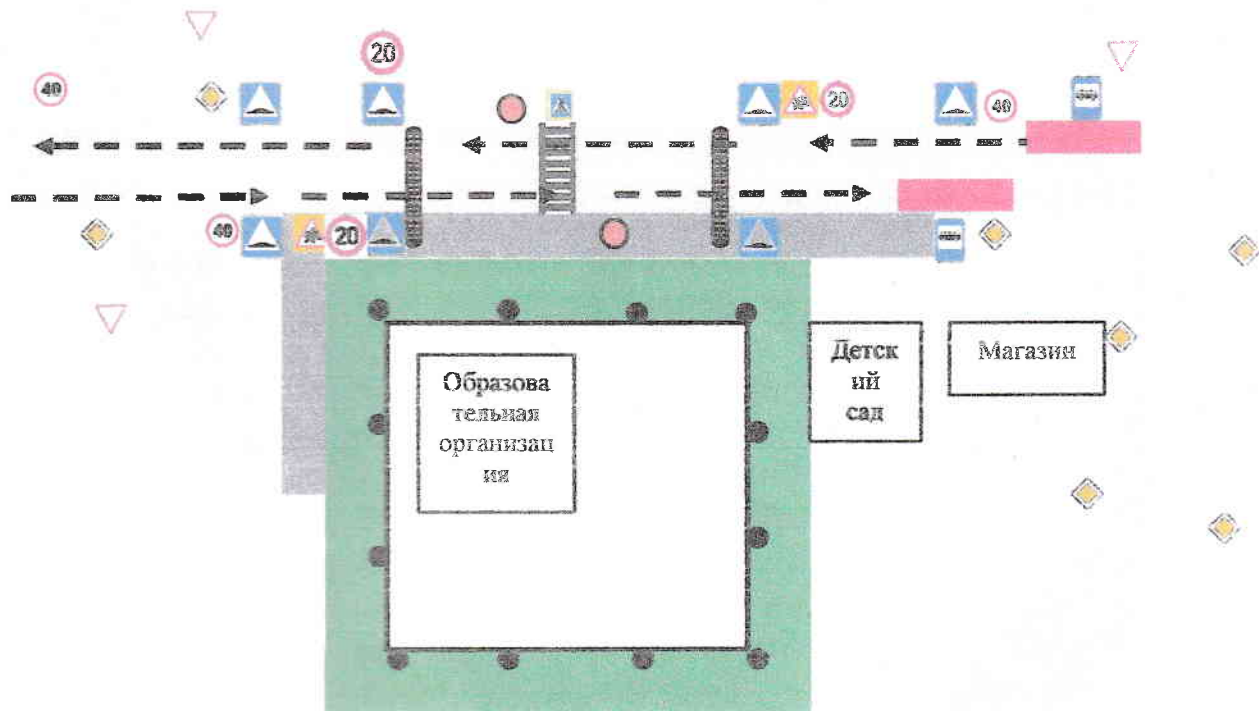 20
40
20
40
40
20
Образова
тельная
организац
ия
Детск
ий
сад
Магазин